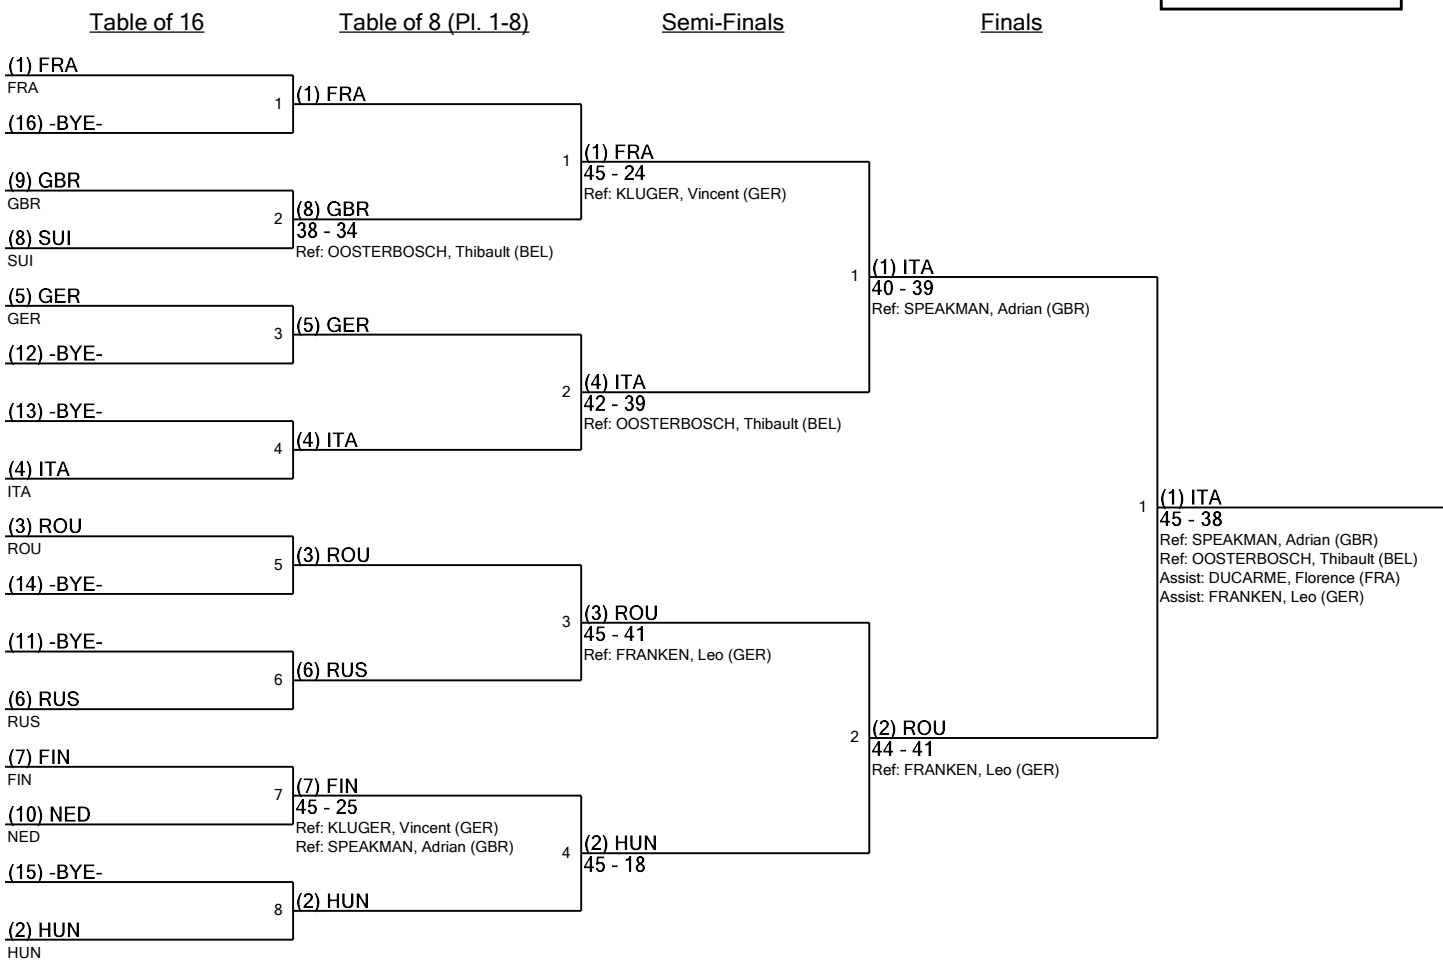 Table of 16
Table of 8 (Pl. 1-8)
Semi-Finals
Finals
(1) FRA
FRA
1
(16) -BYE-
(9) GBR
GBR
2
(8) SUI
SUI
(5) GER
GER
3
(12) -BYE-
(13) -BYE-
4
(4) ITA
ITA
(3) ROU
ROU
5
(14) -BYE-
(11) -BYE-
6
(6) RUS
RUS
(7) FIN
FIN
7
(10) NED
NED
(15) -BYE-
8
(2) HUN
HUN
(1) FRA
1
(8) GBR
38 - 34
Ref: OOSTERBOSCH, Thibault (BEL)
(5) GER
2
(4) ITA
(3) ROU
3
(6) RUS
(7) FIN
45 - 25
Ref: KLUGER, Vincent (GER)
Ref: SPEAKMAN, Adrian (GBR)
4
(2) HUN
(1) FRA
45 - 24
Ref: KLUGER, Vincent (GER)
1
(4) ITA
42 - 39
Ref: OOSTERBOSCH, Thibault (BEL)
(3) ROU
45 - 41
Ref: FRANKEN, Leo (GER)
2
(2) HUN
45 - 18
(1) ITA
40 - 39
Ref: SPEAKMAN, Adrian (GBR)
1
(2) ROU
44 - 41
Ref: FRANKEN, Leo (GER)
(1) ITA
45 - 38
Ref: SPEAKMAN, Adrian (GBR)
Ref: OOSTERBOSCH, Thibault (BEL)
Assist: DUCARME, Florence (FRA)
Assist: FRANKEN, Leo (GER)